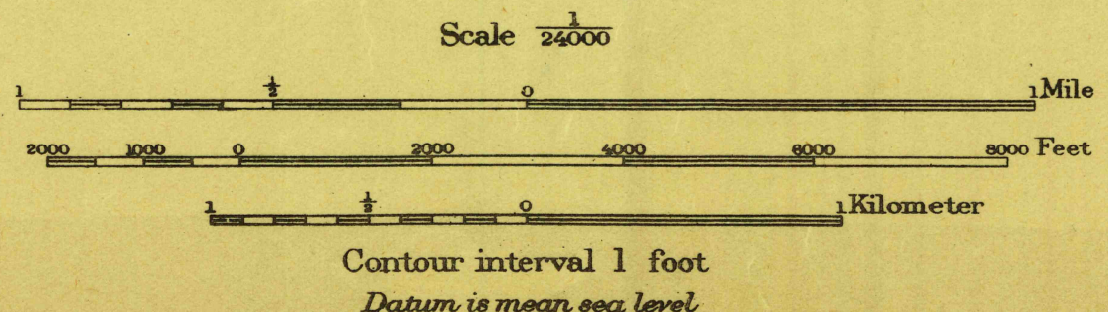 Scale 1/24000
1 ½ 0 1 Mile
2000 1000 0 2000 4000 6000 8000 Feet
1 ½ 0 1 Kilometer
Contour interval 1 foot
Datum is mean sea level